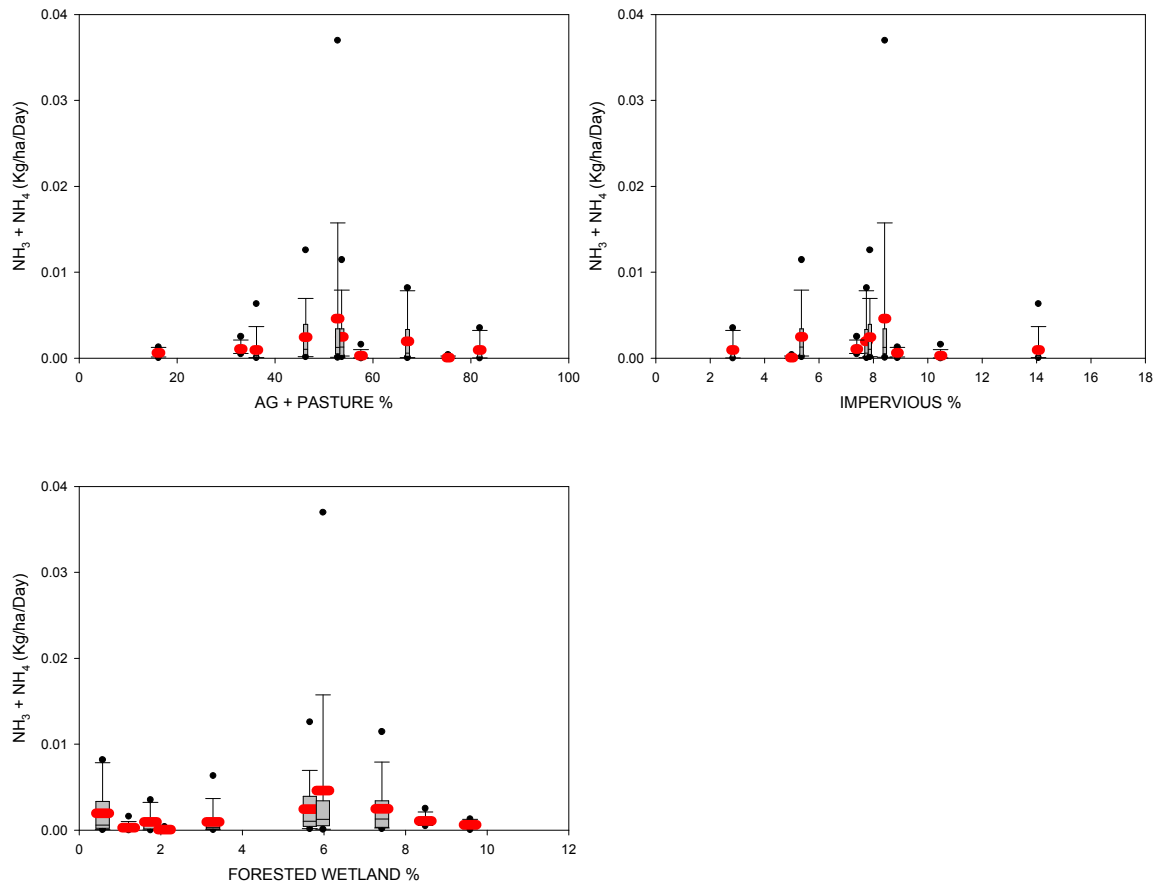 0.04
0.03
0.02
0.01
0.00
NH₃ + NH₄ (Kg/ha/Day)
0 20 40 60 80 100
AG + PASTURE %
0.04
0.03
0.02
0.01
0.00
NH₃ + NH₄ (Kg/ha/Day)
0 2 4 6 8 10 12 14 16 18
IMPERVIOUS %
0.04
0.03
0.02
0.01
0.00
NH₃ + NH₄ (Kg/ha/Day)
0 2 4 6 8 10 12
FORESTED WETLAND %